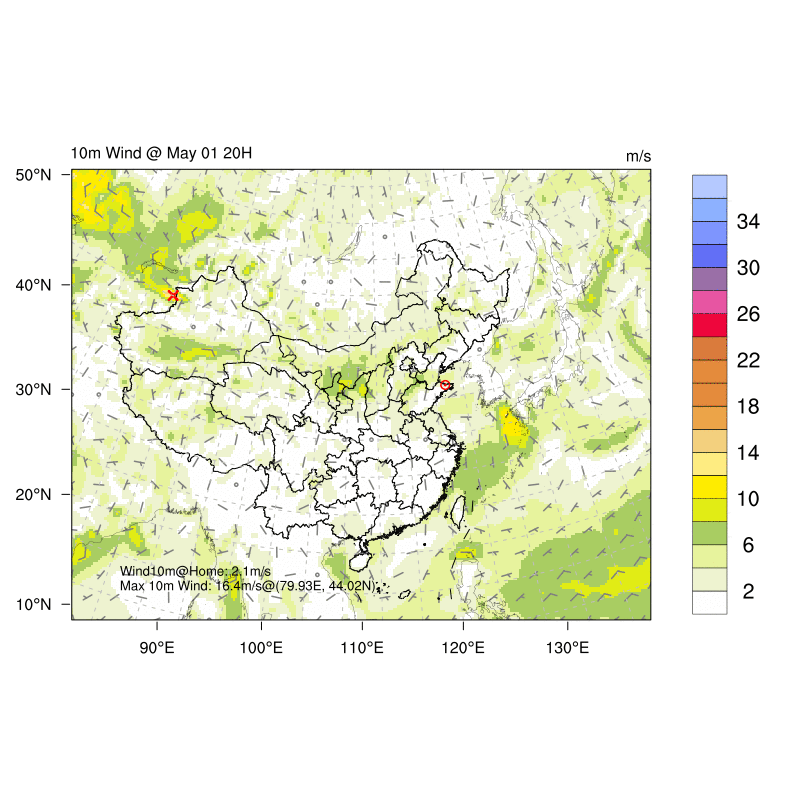 10m Wind @ May 01 20H
m/s
50°N
40°N
30°N
20°N
10°N
34
30
26
22
18
14
10
6
2
Wind10m@Home: 2.1m/s
Max 10m Wind: 16.4m/s@(79.93E, 44.02N)
90°E 100°E 110°E 120°E 130°E